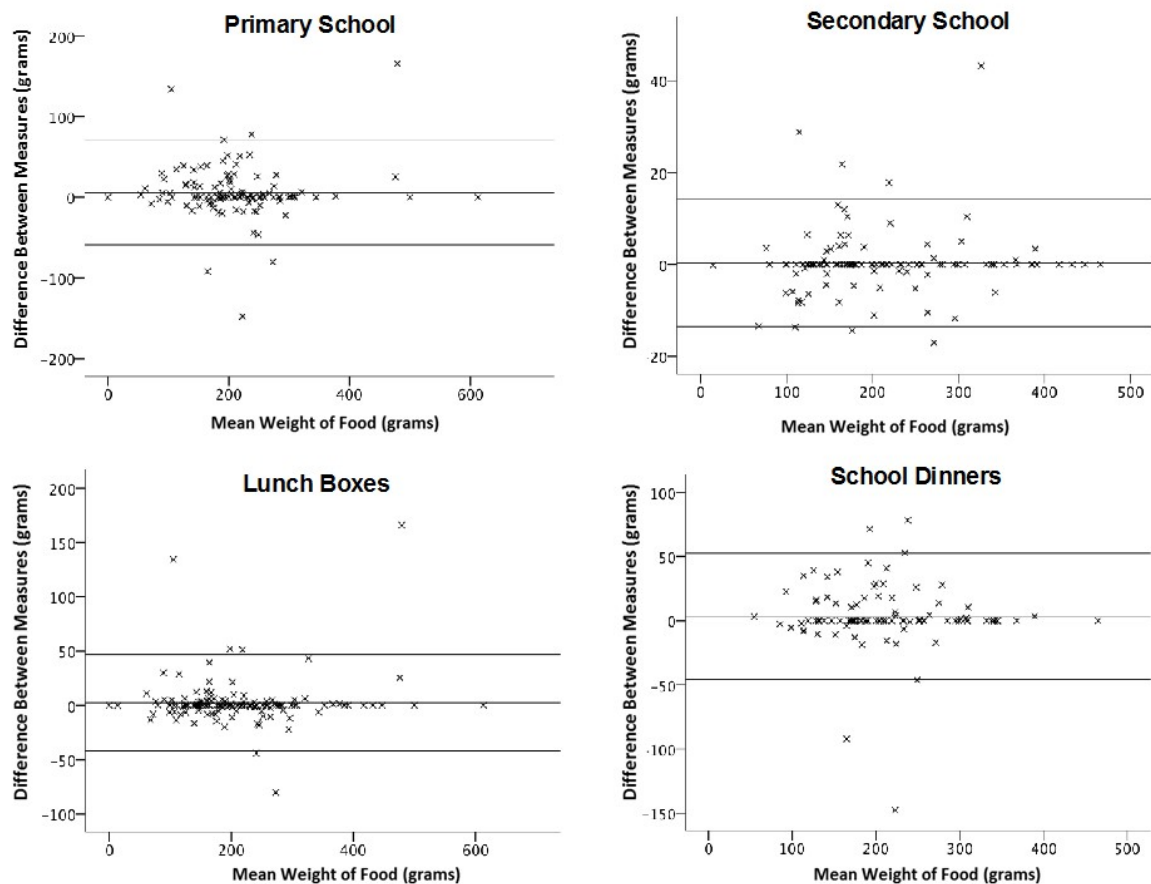 Primary School
Difference Between Measures (grams)
200
100
0
-100
-200
0 200 400 600
Mean Weight of Food (grams)
Secondary School
Difference Between Measures (grams)
40
20
0
-20
0 100 200 300 400 500
Mean Weight of Food (grams)
Lunch Boxes
Difference Between Measures (grams)
200
150
100
50
0
-50
-100
0 200 400 600
Mean Weight of Food (grams)
School Dinners
Difference Between Measures (grams)
100
50
0
-50
-100
-150
0 100 200 300 400 500
Mean Weight of Food (grams)